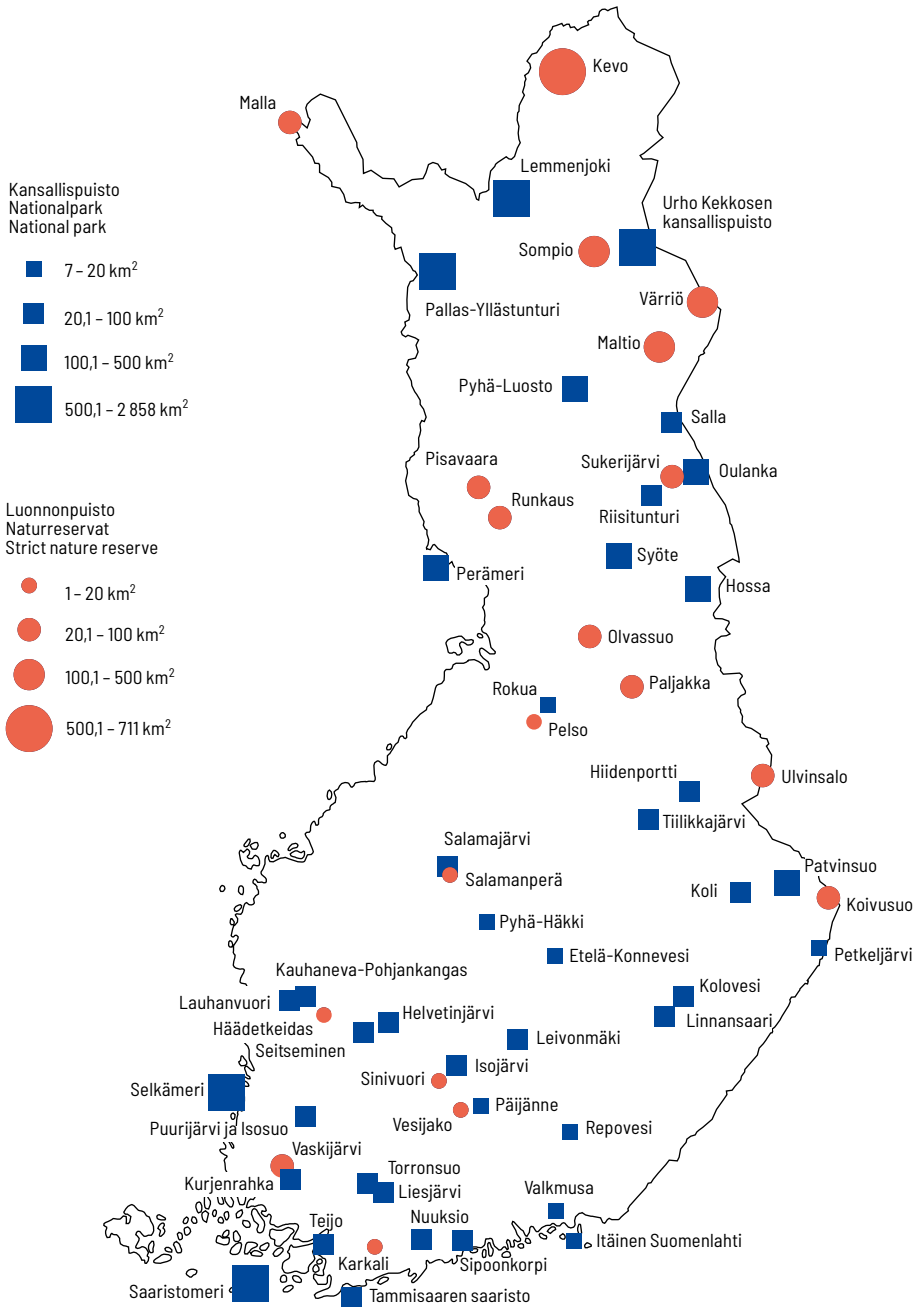 Kevo
Malla
Lemmenjoki
Kansallispuisto
Nationalpark
National park
Urho Kekkosen
kansallispuisto
Sompio
7 – 20 km²
Värriö
Pallas-Yllästunturi
20,1 – 100 km²
Maltio
100,1 – 500 km²
Pyhä-Luosto
500,1 – 2 858 km²
Salla
Pisavaara
Sukerijärvi
Oulanka
Runkaus
Luonnonpuisto
Naturreservat
Strict nature reserve
Riisitunturi
Syöte
Perämeri
Hossa
1 – 20 km²
20,1 – 100 km²
Olvassuo
100,1 – 500 km²
Paljakka
Rokua
500,1 – 711 km²
Pelso
Hiidenportti
Ulvinsalo
Tiilikkajärvi
Salamajärvi
Patvinsuo
Salamanperä
Koli
Koivusuo
Pyhä-Häkki
Petkeljärvi
Etelä-Konnevesi
Kauhaneva-Pohjankangas
Kolovesi
Lauhanvuori
Helvetinjärvi
Linnansaari
Häädetkeidas
Leivonmäki
Seitseminen
Isojärvi
Sinivuori
Selkämeri
Päijänne
Vesijako
Puurijärvi ja Isosuo
Repovesi
Vaskijärvi
Torronsuo
Kurjenrahka
Liesjärvi
Valkmusa
Teijo
Nuuksio
Itäinen Suomenlahti
Karkali
Sipoonkorpi
Saaristomeri
Tammisaaren saaristo